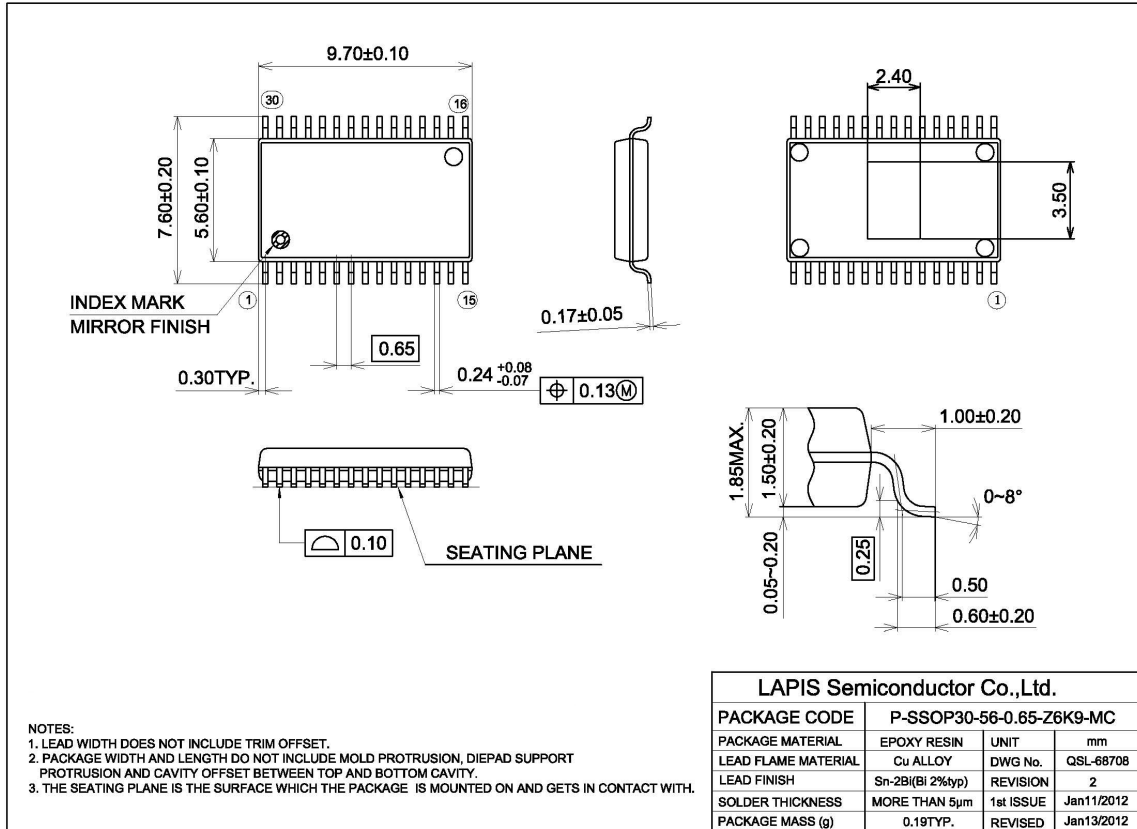 9.70±0.10
30
16
7.60±0.20
5.60±0.10
INDEX MARK
MIRROR FINISH
1
15
0.65
0.30TYP.
0.24 +0.08 -0.07
⌖ 0.13Ⓜ
0.17±0.05
2.40
3.50
1
⌓ 0.10
SEATING PLANE
1.85MAX.
1.50±0.20
1.00±0.20
0~8°
0.05~0.20
0.25
0.50
0.60±0.20
NOTES:
1. LEAD WIDTH DOES NOT INCLUDE TRIM OFFSET.
2. PACKAGE WIDTH AND LENGTH DO NOT INCLUDE MOLD PROTRUSION, DIEPAD SUPPORT
PROTRUSION AND CAVITY OFFSET BETWEEN TOP AND BOTTOM CAVITY.
3. THE SEATING PLANE IS THE SURFACE WHICH THE PACKAGE IS MOUNTED ON AND GETS IN CONTACT WITH.
LAPIS Semiconductor Co.,Ltd.
PACKAGE CODE P-SSOP30-56-0.65-Z6K9-MC
PACKAGE MATERIAL EPOXY RESIN UNIT mm
LEAD FLAME MATERIAL Cu ALLOY DWG No. QSL-68708
LEAD FINISH Sn-2Bi(Bi 2%typ) REVISION 2
SOLDER THICKNESS MORE THAN 5μm 1st ISSUE Jan11/2012
PACKAGE MASS (g) 0.19TYP. REVISED Jan13/2012